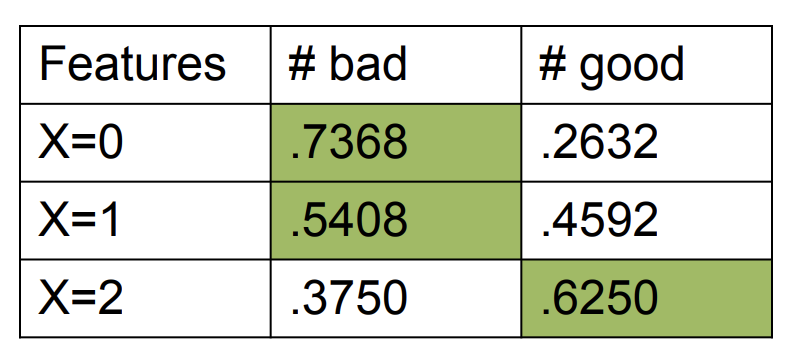 Features # bad # good
X=0 .7368 .2632
X=1 .5408 .4592
X=2 .3750 .6250